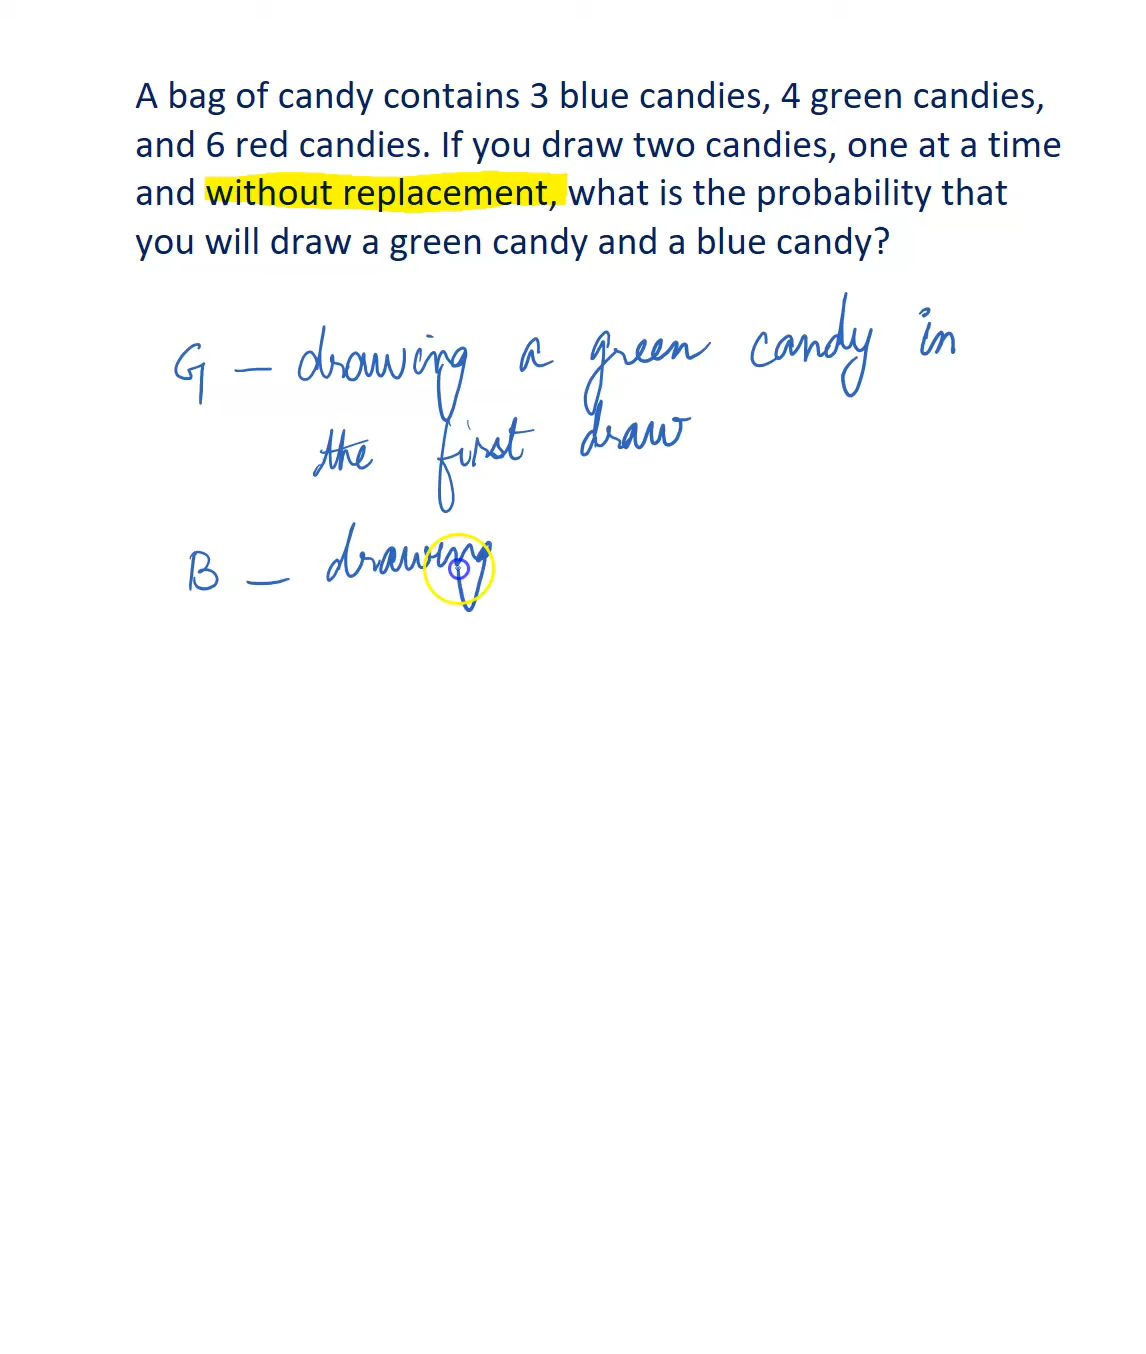 A bag of candy contains 3 blue candies, 4 green candies,
and 6 red candies. If you draw two candies, one at a time
and without replacement, what is the probability that
you will draw a green candy and a blue candy?
G – drawing a green candy in
the first draw
B – drawing